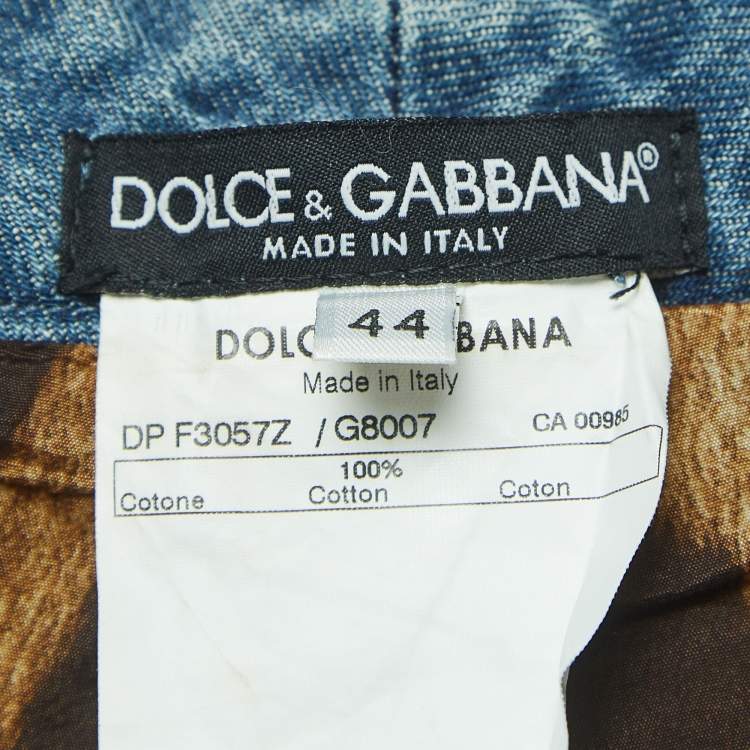 DOLCE & GABBANA®
MADE IN ITALY
44
DOLC BANA
Made in Italy
DP F3057Z / G8007 CA 00985
100%
Cotone Cotton Coton